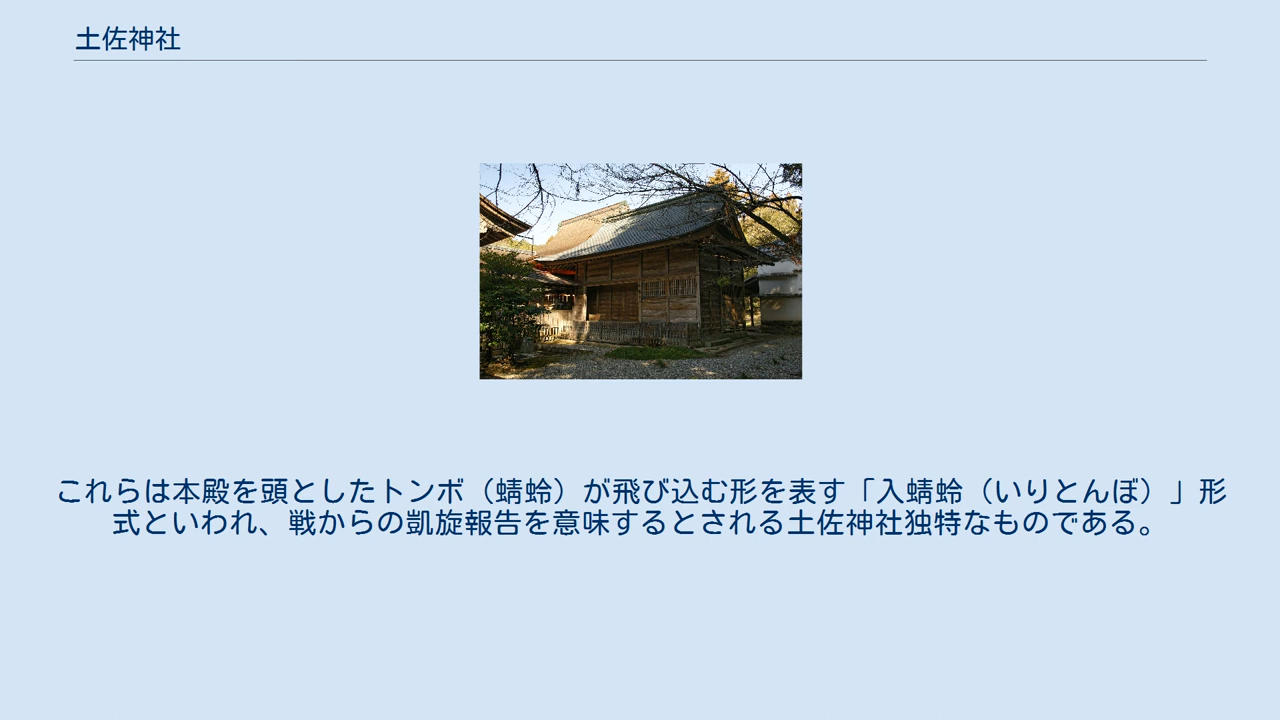 土佐神社
これらは本殿を頭としたトンボ（蜻蛉）が飛び込む形を表す「入蜻蛉（いりとんぼ）」形
式といわれ、戦からの凱旋報告を意味するとされる土佐神社独特なものである。